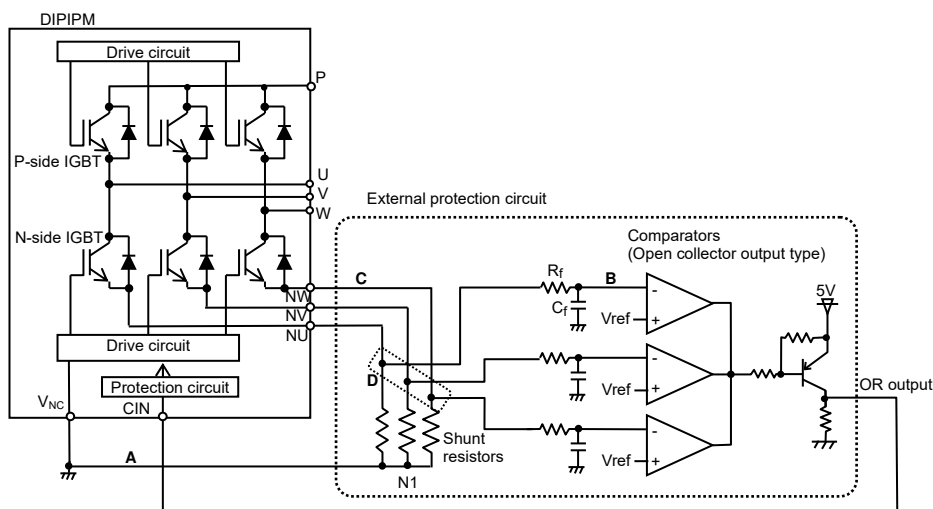 DIPIPM
Drive circuit
P
P-side IGBT
U
V
W
External protection circuit
N-side IGBT
Comparators
(Open collector output type)
C
Rf
B
5V
NW
Cf
NV
Vref
NU
Drive circuit
D
Protection circuit
Vref
OR output
VNC
CIN
Shunt
resistors
Vref
A
N1
- 
+
-
+
-
+